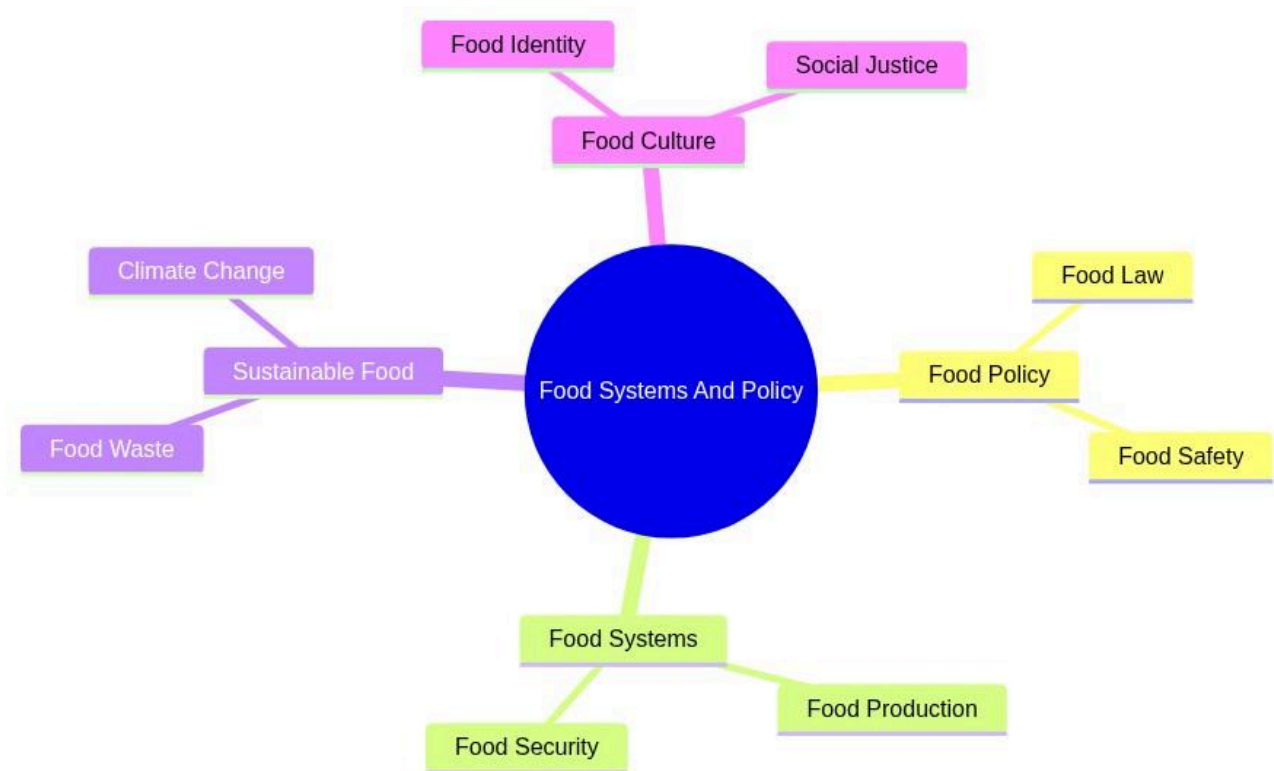 Food Identity
Social Justice
Food Culture
Climate Change
Food Law
Sustainable Food
Food Systems And Policy
Food Policy
Food Waste
Food Safety
Food Systems
Food Production
Food Security